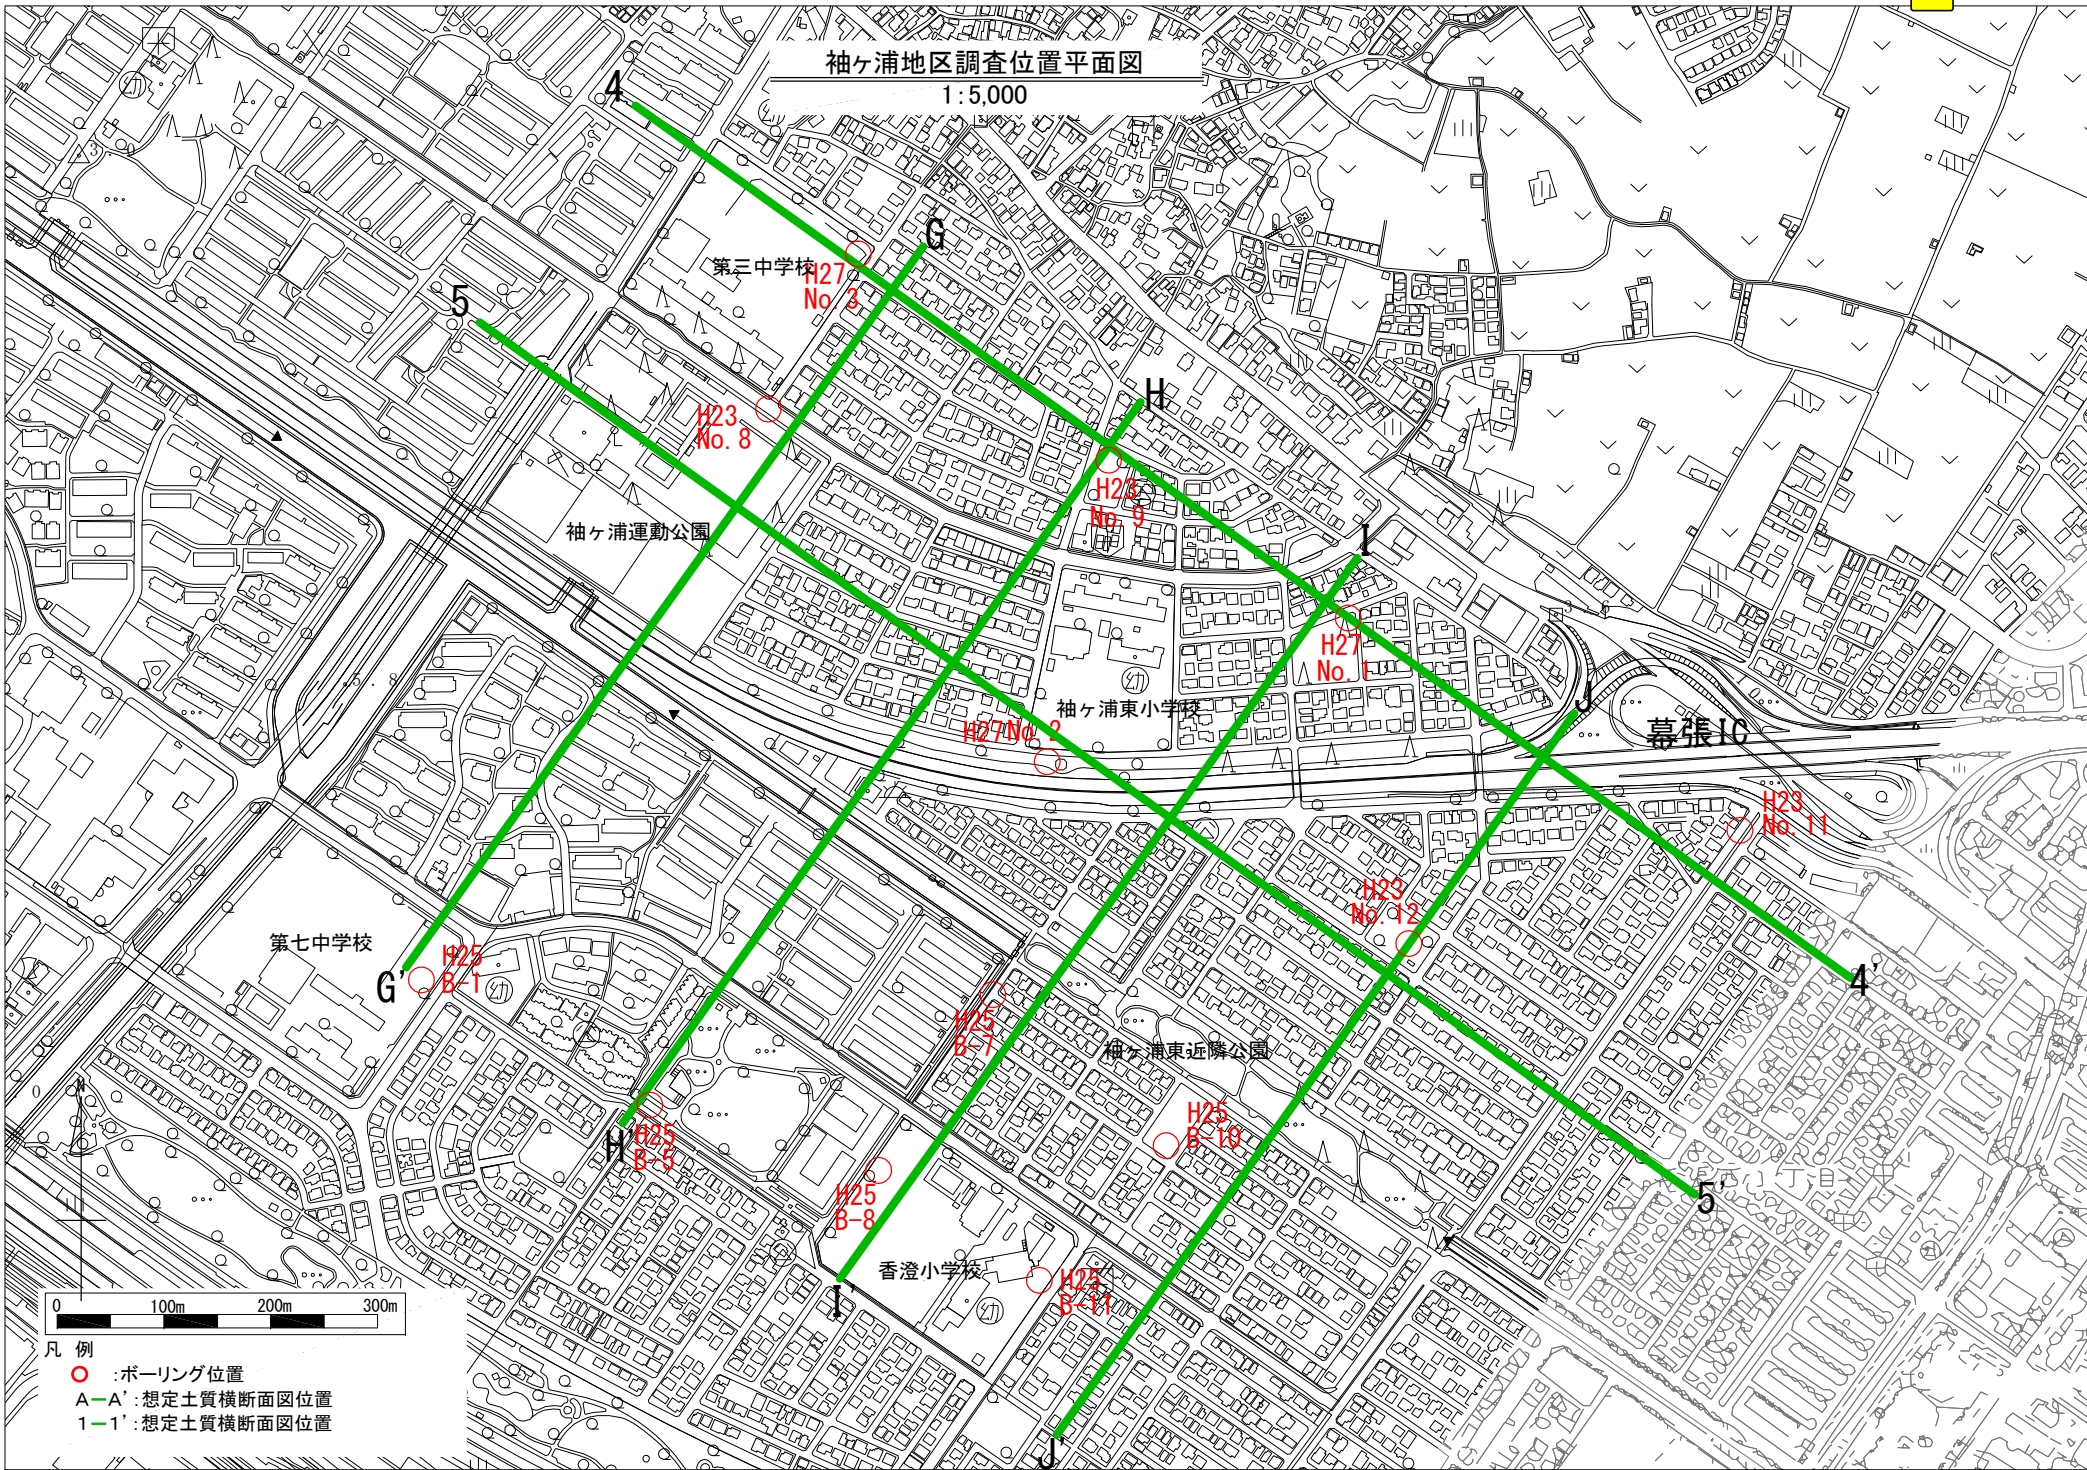 袖ヶ浦地区調査位置平面図
1:5,000
4
G
第三中学校
H27
No. 3
5
H
H23
No. 8
H23
No. 9
袖ヶ浦運動公園
I
H27
No. 1
幼
袖ヶ浦東小学校
H27No. 2
J
幕張IC
H23
No. 11
H23
No. 12
第七中学校
H25
B-1
G'
幼
4'
H25
B-7
袖ヶ浦東近隣公園
H25
B-10
H'
H25
B-5
5'
H25
B-8
香澄小学校
I'
H25
B-11
幼
J'
N
0 100m 200m 300m
凡 例
:ボーリング位置
A-A':想定土質横断面図位置
1-1':想定土質横断面図位置